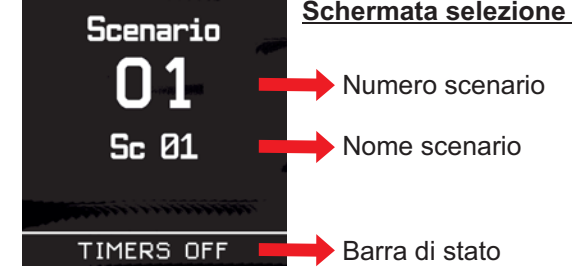 Schermata selezione
Scenario
01
Numero scenario
Sc 01
Nome scenario
TIMERS OFF
Barra di stato